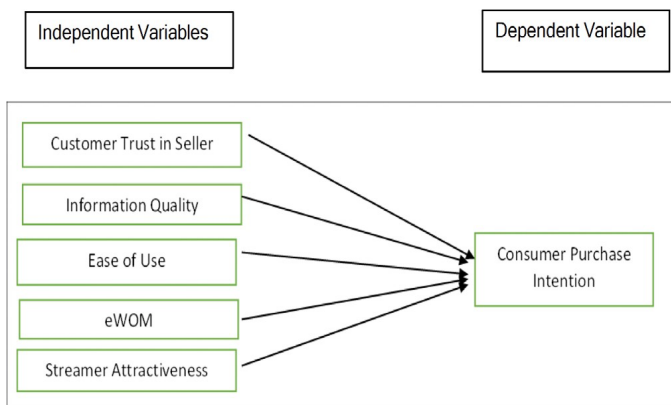 Independent Variables
Dependent Variable
Customer Trust in Seller
Information Quality
Ease of Use
eWOM
Streamer Attractiveness
Consumer Purchase
Intention